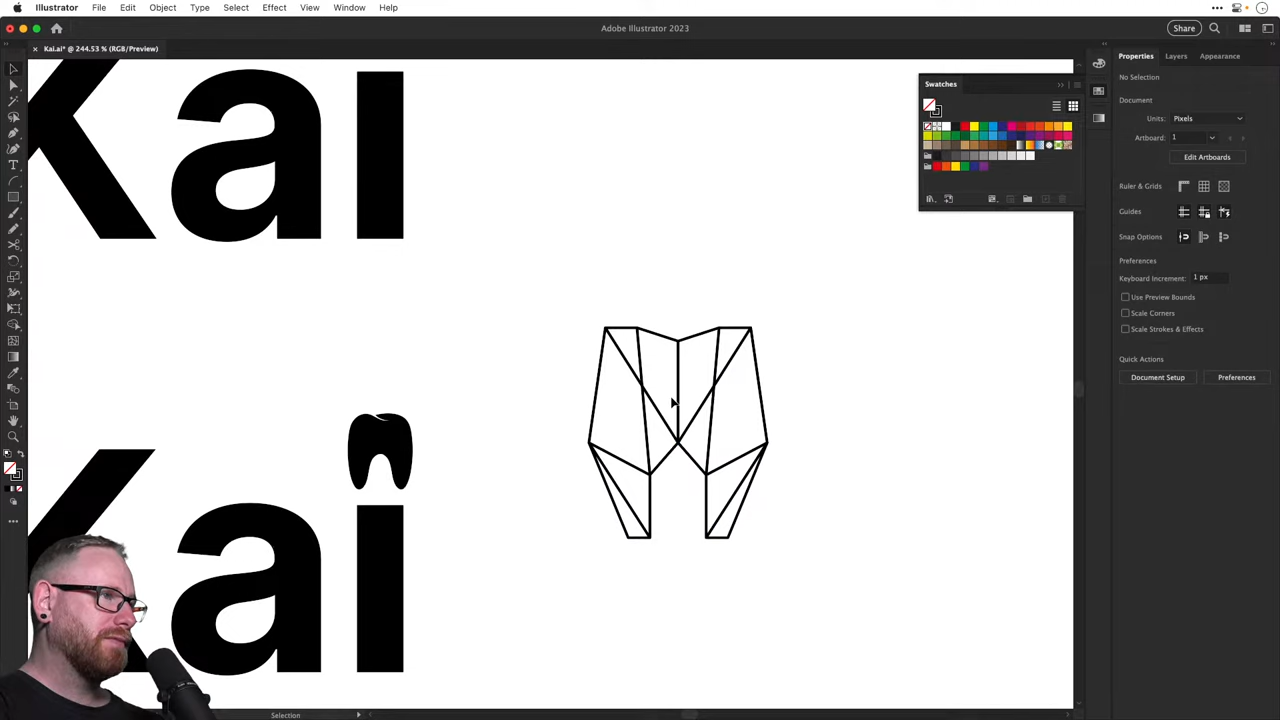 Illustrator File Edit Object Type Select Effect View Window Help
Adobe Illustrator 2023
Share
Kai.ai* @ 244.53 % (RGB/Preview)
Kai
Kai
Swatches
Properties Layers Appearance
No Selection
Document
Units: Pixels
Artboard: 1
Edit Artboards
Ruler & Grids
Guides
Snap Options
Preferences
Keyboard Increment: 1 px
Use Preview Bounds
Scale Corners
Scale Strokes & Effects
Quick Actions
Document Setup Preferences
Selection